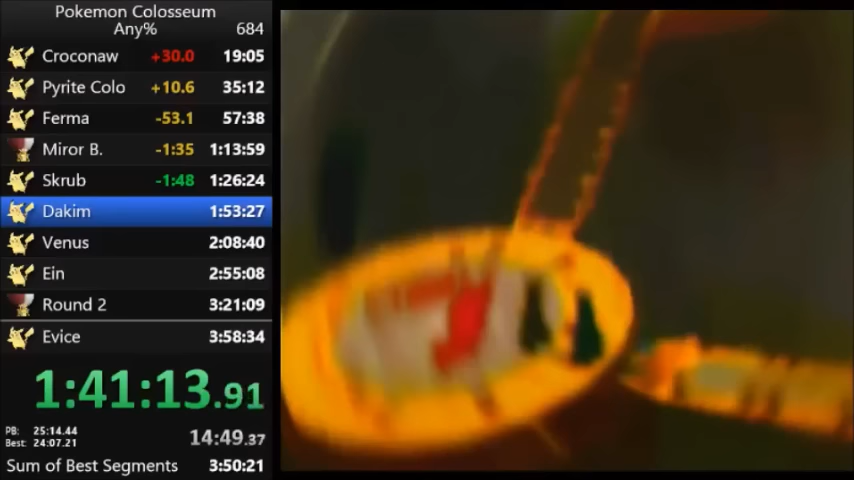 Pokemon Colosseum
Any% 684
Croconaw +30.0 19:05
Pyrite Colo +10.6 35:12
Ferma -53.1 57:38
Miror B. -1:35 1:13:59
Skrub -1:48 1:26:24
Dakim 1:53:27
Venus 2:08:40
Ein 2:55:08
Round 2 3:21:09
Evice 3:58:34
1:41:13.91
PB: 25:14.44
Best: 24:07.21
14:49.37
Sum of Best Segments 3:50:21